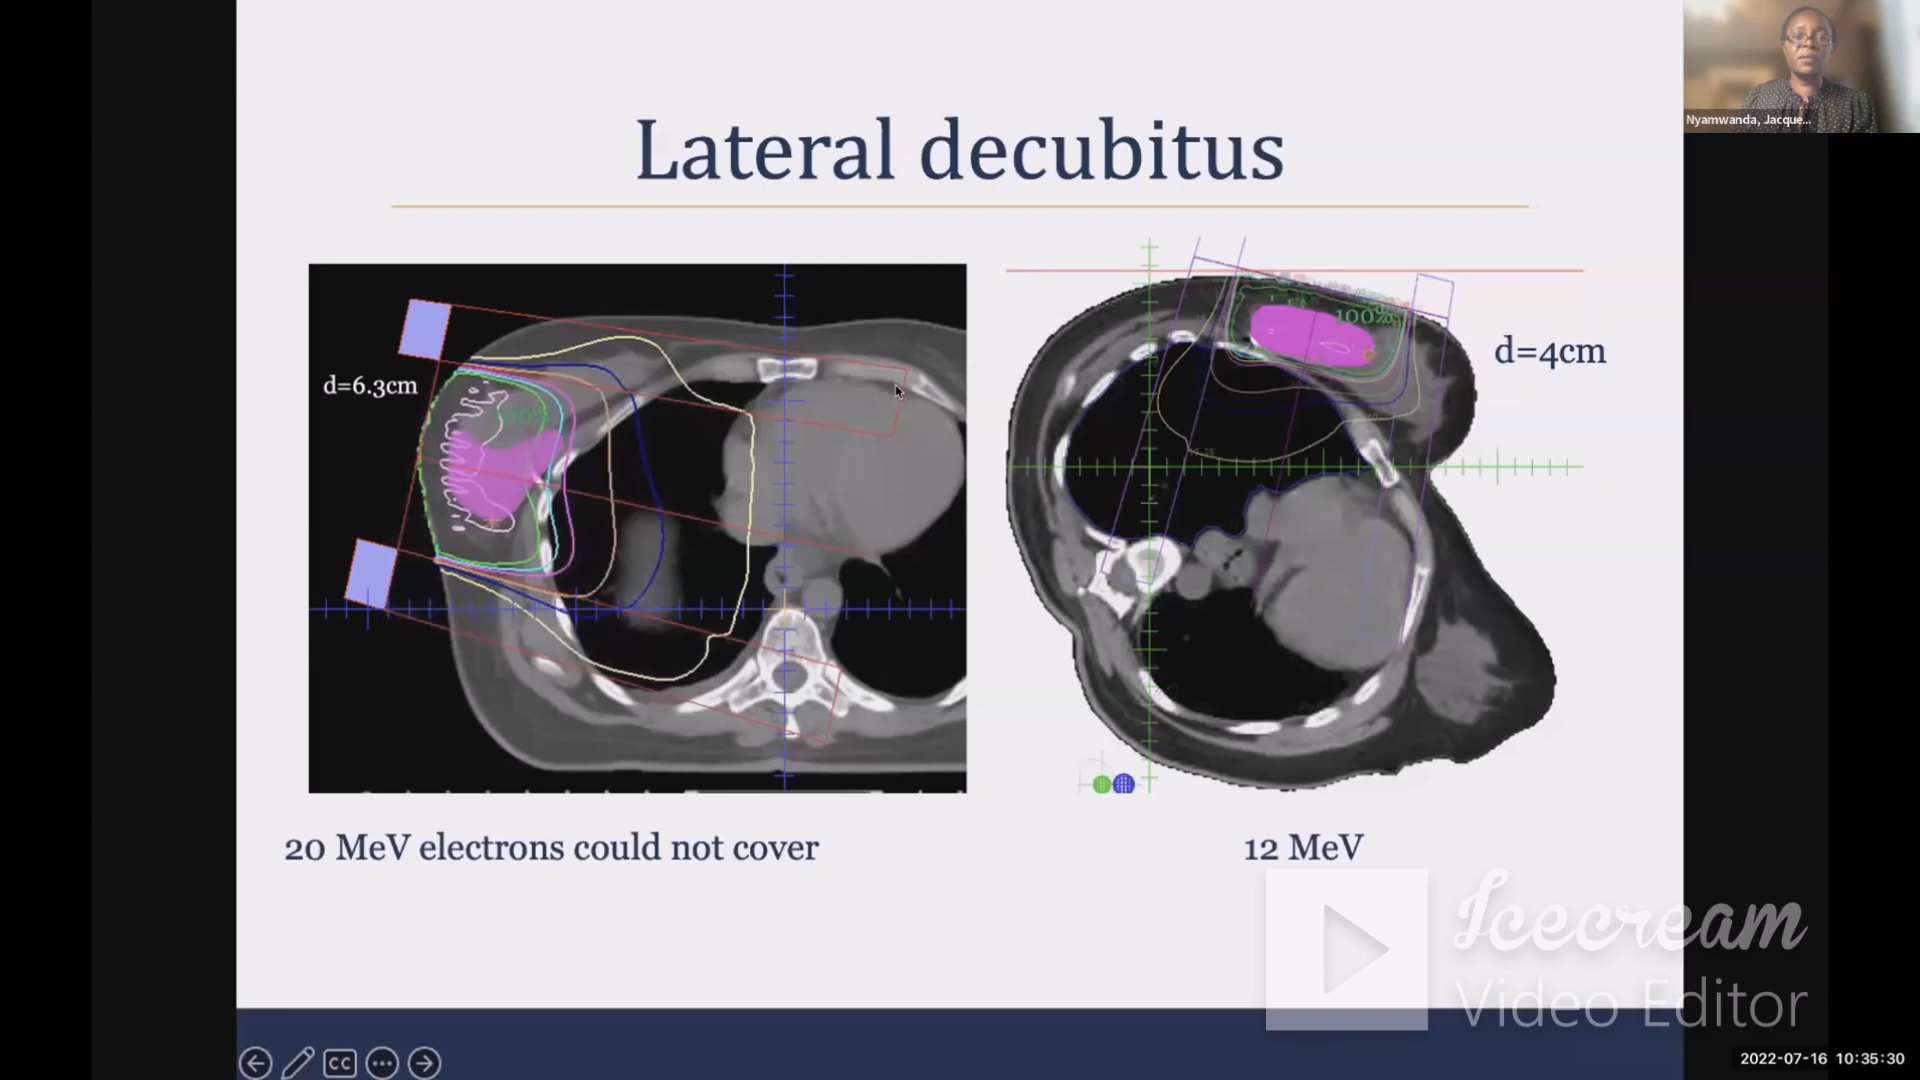 Nyamwanda, Jacque...
Lateral decubitus
d=6.3cm
100%
d=4cm
20 MeV electrons could not cover
12 MeV
Icecream
Video Editor
CC
2022-07-16 10:35:30